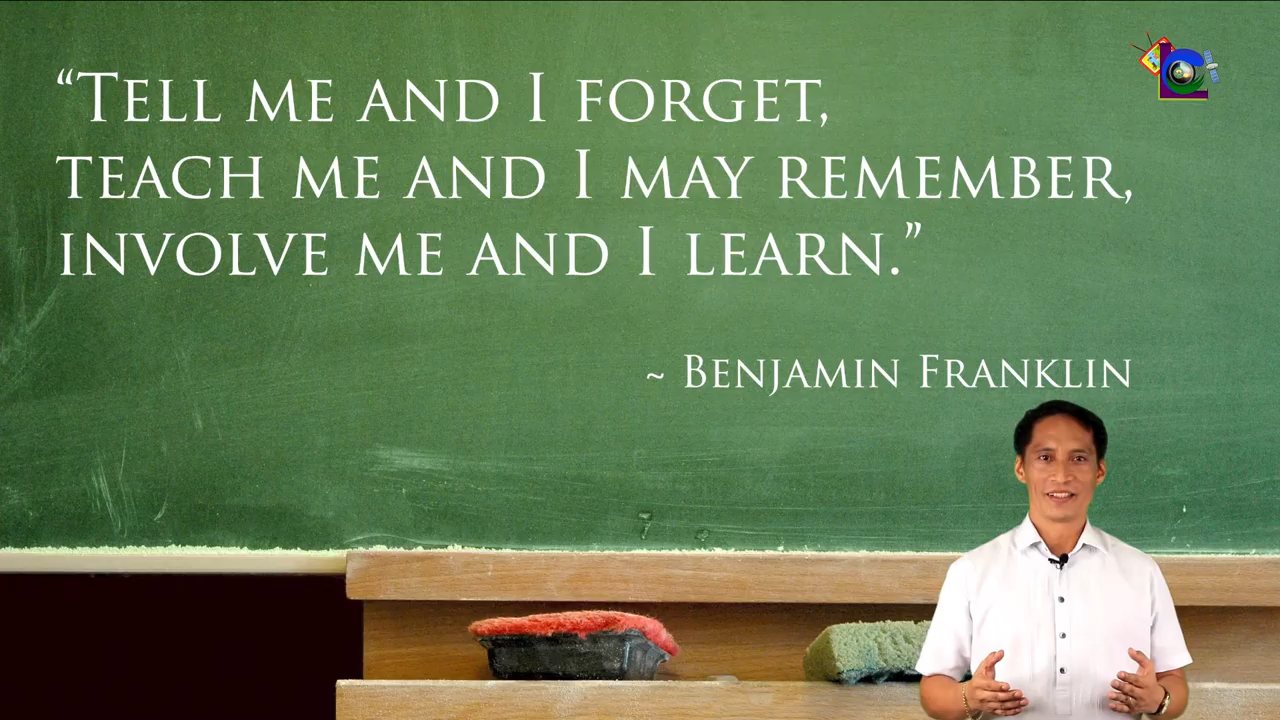 “Tell me and I forget,
teach me and I may remember,
involve me and I learn.”
~ Benjamin Franklin